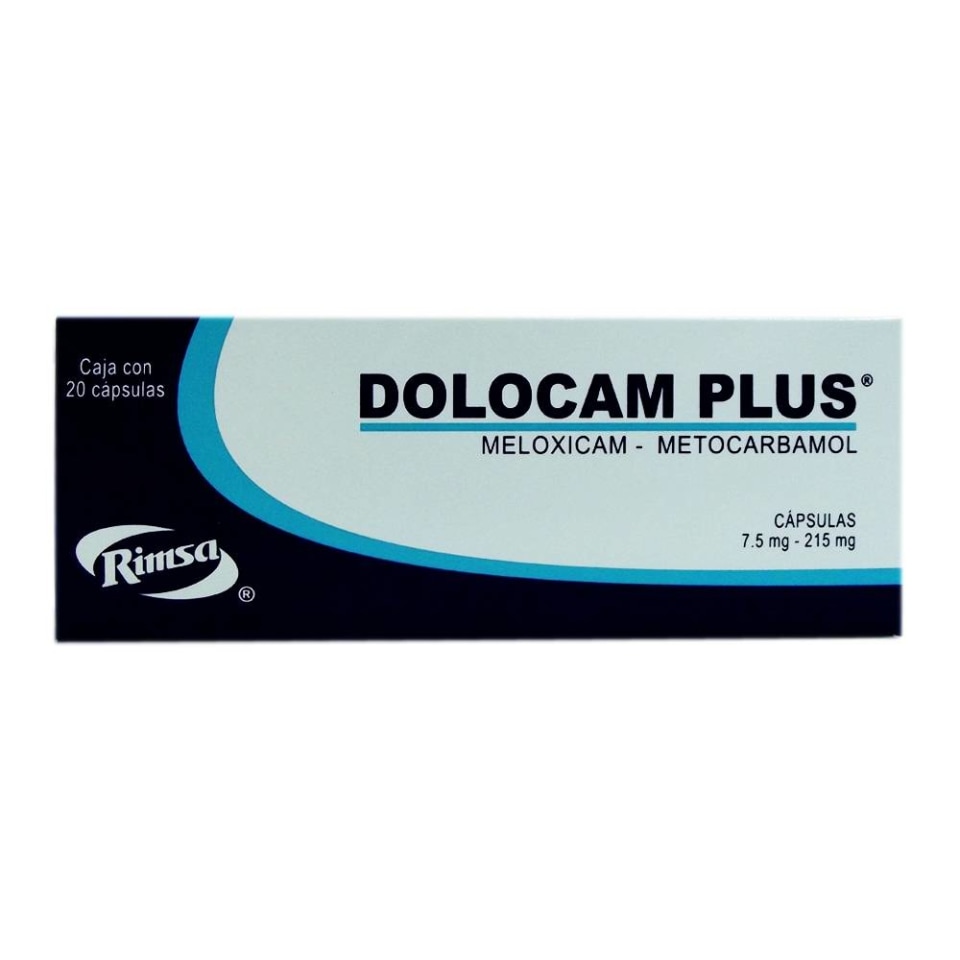 Caja con
20 cápsulas
DOLOCAM PLUS®
MELOXICAM - METOCARBAMOL
CÁPSULAS
7.5 mg - 215 mg
Rimsa ®